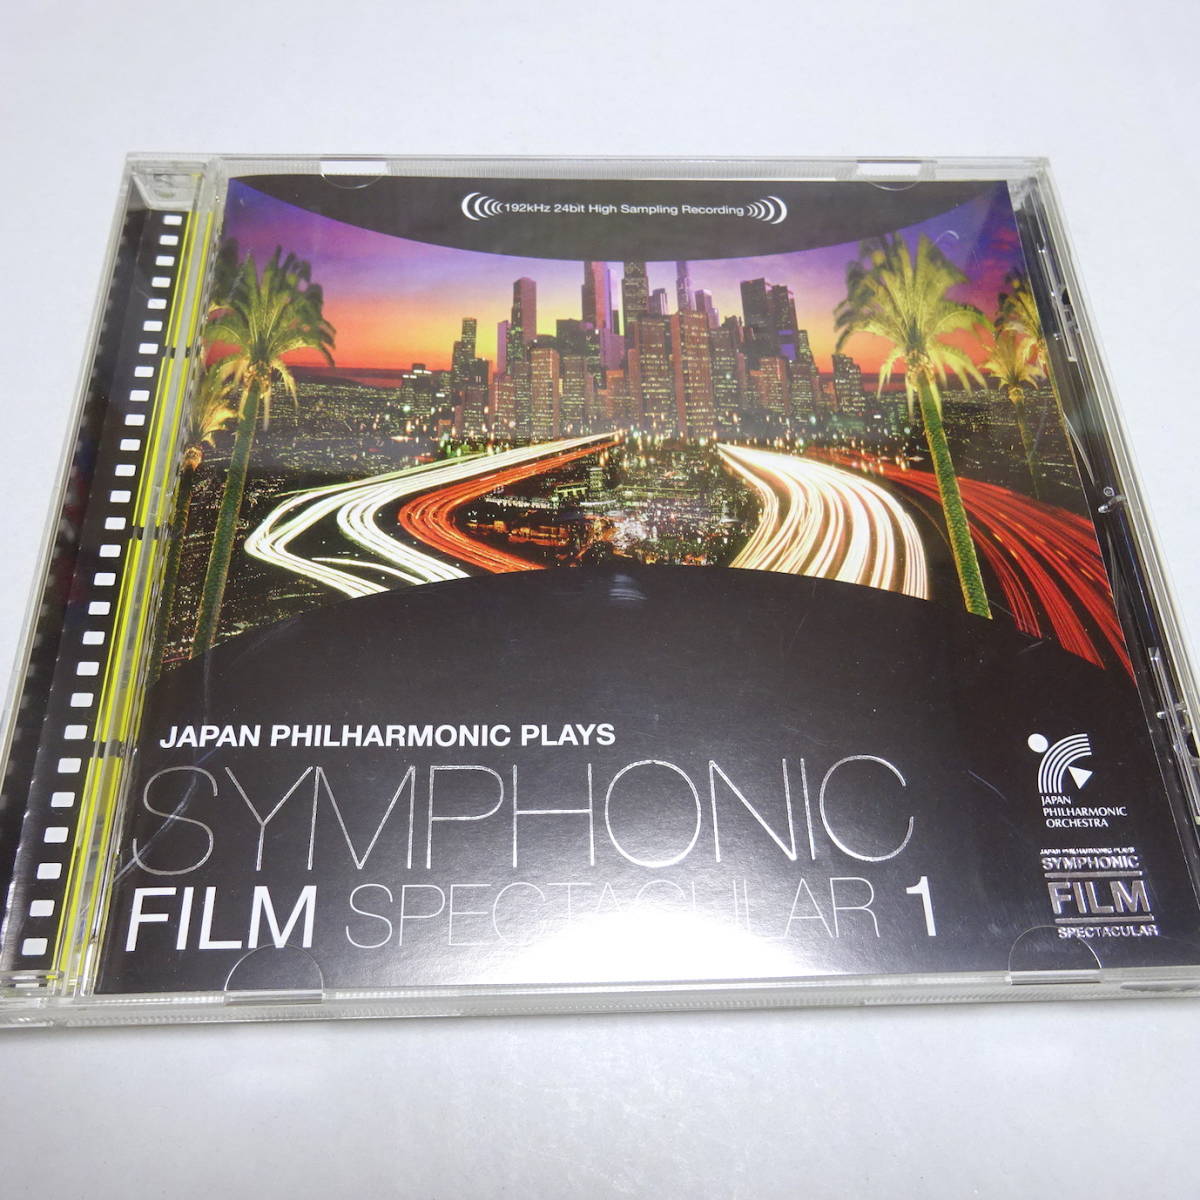 192kHz 24bit High Sampling Recording
JAPAN PHILHARMONIC PLAYS
SYMPHONIC
FILM SPECTACULAR 1
JAPAN
PHILHARMONIC
ORCHESTRA
JAPAN PHILHARMONIC PLAYS
SYMPHONIC
FILM
SPECTACULAR